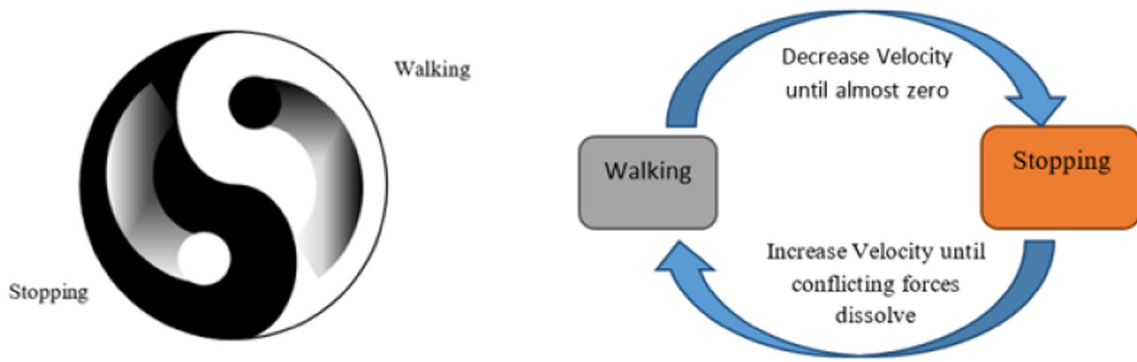 Walking
Stopping
Decrease Velocity
until almost zero
Walking
Stopping
Increase Velocity until
conflicting forces
dissolve